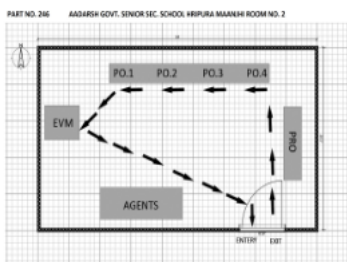 PART NO. 266 AADARSH GOVT. SENIOR SEC. SCHOOL HRIPURA MAANJHI ROOM NO. 2
PO.1 PO.2 PO.3 PO.4
EVM
PRO
AGENTS
ENTERY EXIT